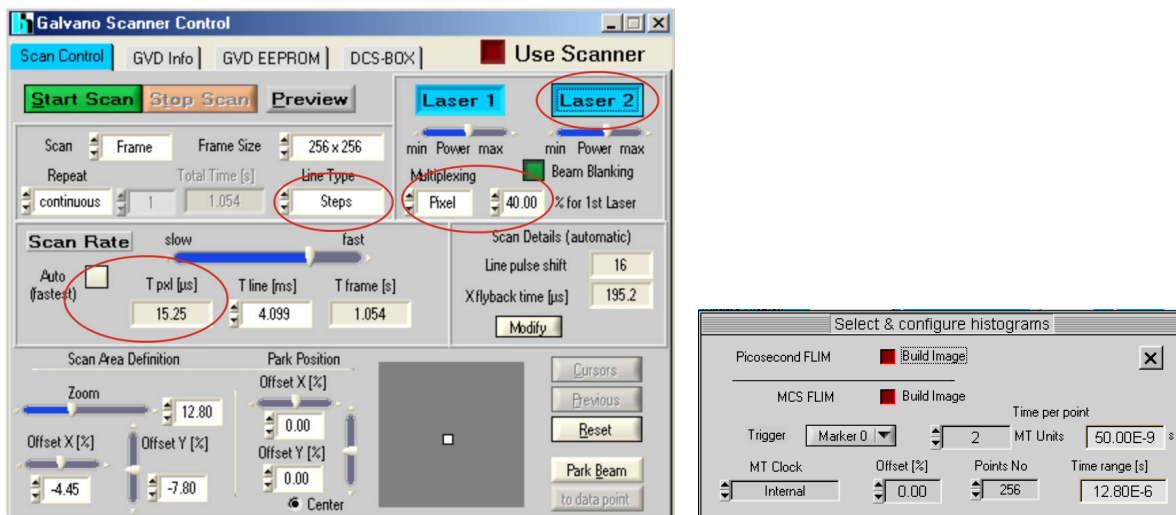 Galvano Scanner Control
Scan Control GVD Info GVD EEPROM DCS-BOX Use Scanner
Start Scan Stop Scan Preview Laser 1 Laser 2
min Power max min Power max
Scan Frame Frame Size 256 x 256
Beam Blanking
Repeat Total Time [s] Line Type Multiplexing
continuous 1 1.054 Steps Pixel 40.00 % for 1st Laser
Scan Rate slow fast Scan Details (automatic)
Line pulse shift 16
Auto (fastest)
T pxl [µs] T line [ms] T frame [s]
X flyback time [µs] 195.2
15.25 4.099 1.054
Modify
Scan Area Definition Park Position
Zoom Offset X [%] Cursors
12.80 0.00 Previous
Offset X [%] Offset Y [%] Offset Y [%] Reset
-4.45 -7.80 0.00 Park Beam
Center to data point
Select & configure histograms
Picosecond FLIM Build Image X
MCS FLIM Build Image
Time per point
Trigger Marker 0 2 MT Units 50.00E-9 s
MT Clock Offset [%] Points No Time range [s]
Internal 0.00 256 12.80E-6